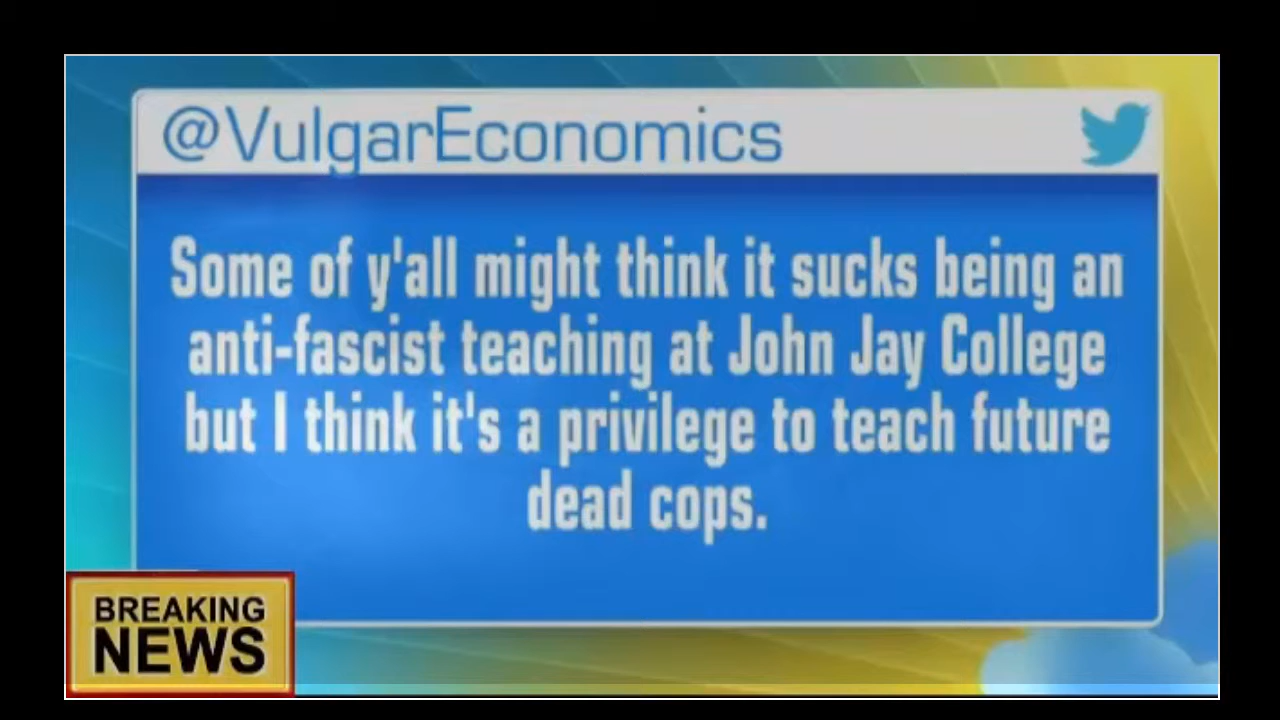 @VulgarEconomics
Some of y'all might think it sucks being an
anti-fascist teaching at John Jay College
but I think it's a privilege to teach future
dead cops.
BREAKING
NEWS